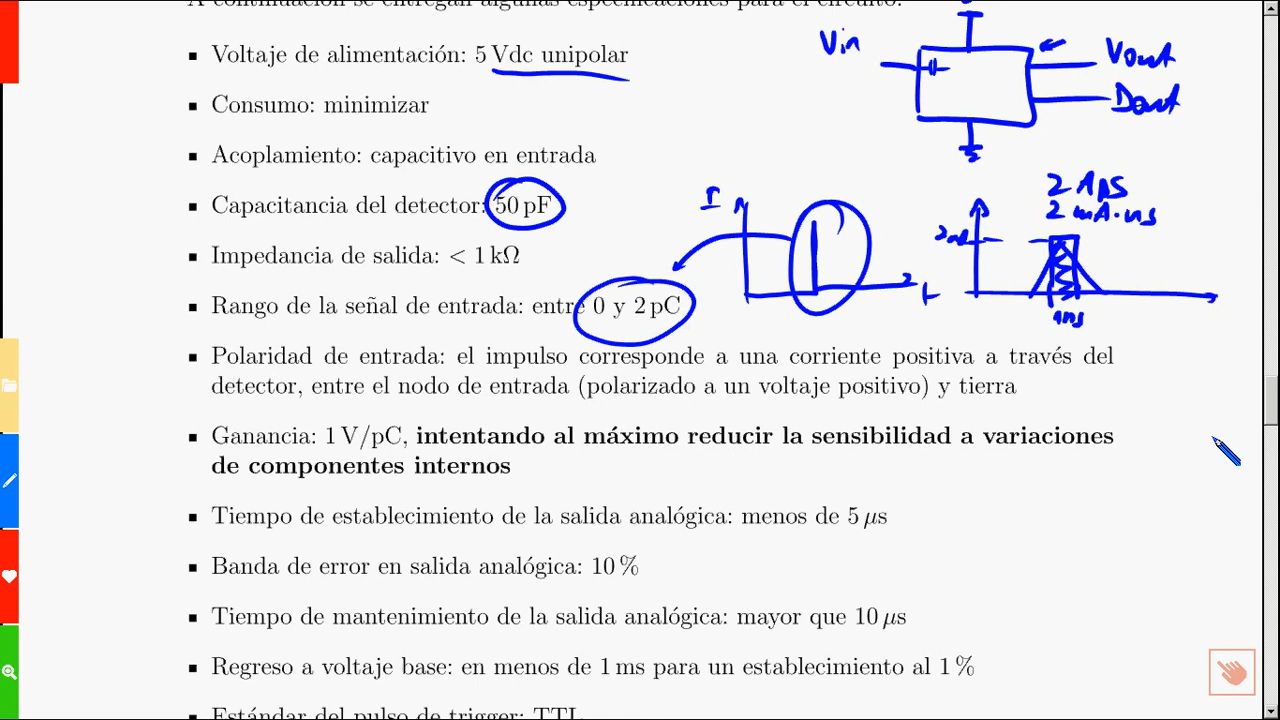 A continuación se entregan algunas especificaciones para el circuito.
▪ Voltaje de alimentación: 5 Vdc unipolar
▪ Consumo: minimizar
▪ Acoplamiento: capacitivo en entrada
▪ Capacitancia del detector: 50 pF
▪ Impedancia de salida: < 1 kΩ
▪ Rango de la señal de entrada: entre 0 y 2 pC
▪ Polaridad de entrada: el impulso corresponde a una corriente positiva a través del
detector, entre el nodo de entrada (polarizado a un voltaje positivo) y tierra
▪ Ganancia: 1 V/pC, intentando al máximo reducir la sensibilidad a variaciones
de componentes internos
▪ Tiempo de establecimiento de la salida analógica: menos de 5 μs
▪ Banda de error en salida analógica: 10 %
▪ Tiempo de mantenimiento de la salida analógica: mayor que 10 μs
▪ Regreso a voltaje base: en menos de 1 ms para un establecimiento al 1 %
▪ Estándar del pulso de trigger: TTL
Vin
Vout
Dout
I
t
2 Aps
2 mA·ns
1ns